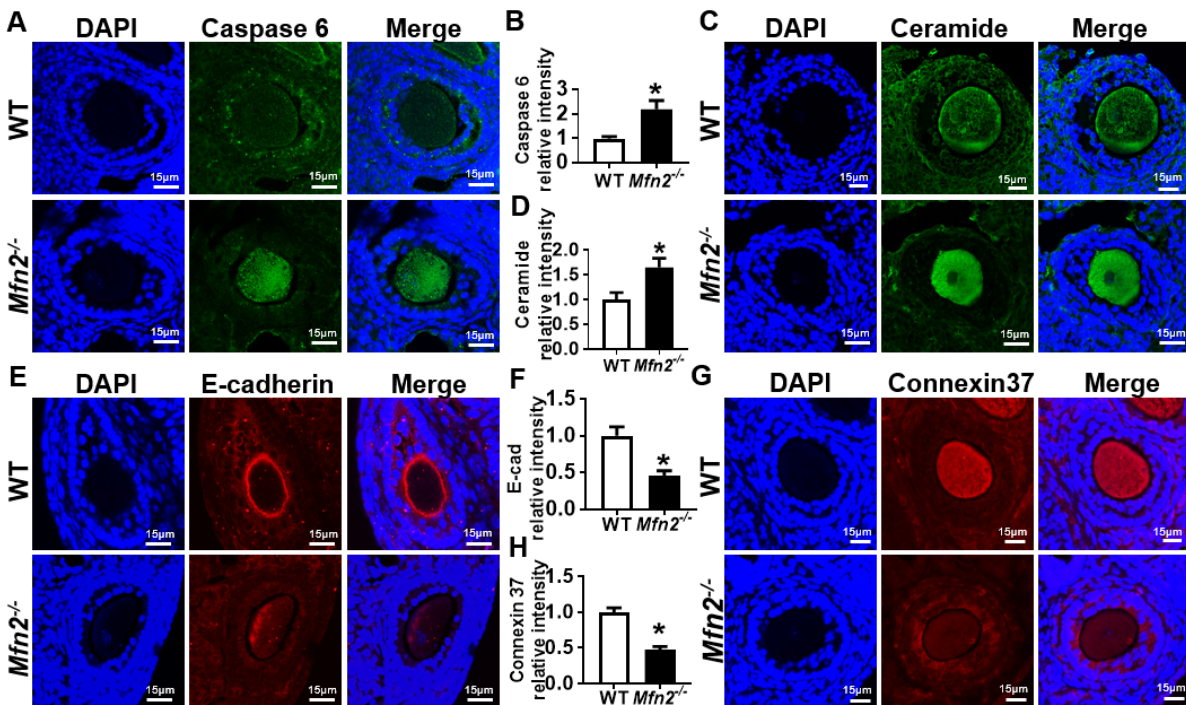 A
DAPI
Caspase 6
Merge
WT
15µm
15µm
15µm
Mfn2-/-
15µm
15µm
15µm
B
Caspase 6
relative intensity
3
2
1
0
*
WT
Mfn2-/-
C
DAPI
Ceramide
Merge
WT
15µm
15µm
15µm
Mfn2-/-
15µm
15µm
15µm
D
Ceramide
relative intensity
2.0
1.5
1.0
0.5
0.0
*
WT
Mfn2-/-
E
DAPI
E-cadherin
Merge
WT
15µm
15µm
15µm
Mfn2-/-
15µm
15µm
15µm
F
E-cad
relative intensity
1.5
1.0
0.5
0.0
*
WT
Mfn2-/-
G
DAPI
Connexin37
Merge
WT
15µm
15µm
15µm
Mfn2-/-
15µm
15µm
15µm
H
Connexin 37
relative intensity
1.5
1.0
0.5
0.0
*
WT
Mfn2-/-